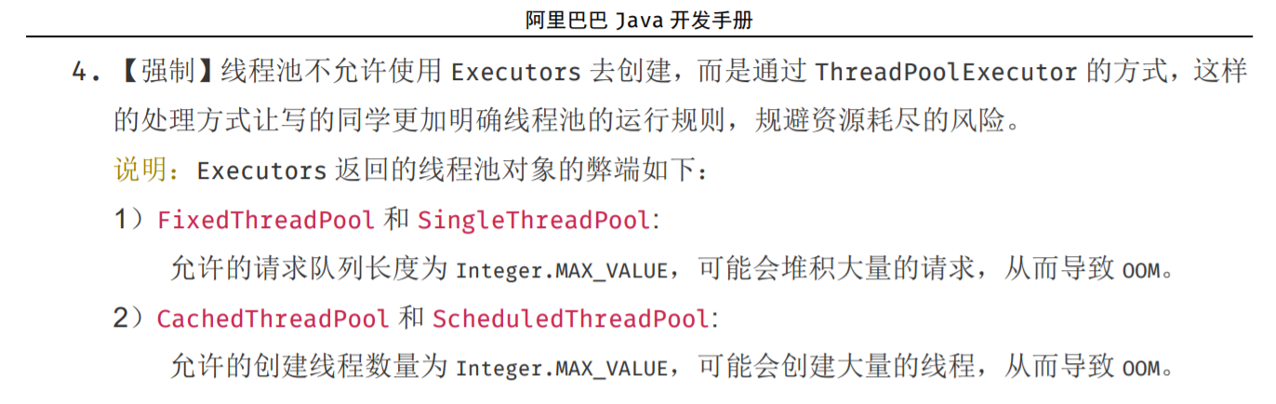 阿里巴巴 Java 开发手册
4. 【强制】线程池不允许使用 Executors 去创建，而是通过 ThreadPoolExecutor 的方式，这样
的处理方式让写的同学更加明确线程池的运行规则，规避资源耗尽的风险。
说明：Executors 返回的线程池对象的弊端如下：
1）FixedThreadPool 和 SingleThreadPool:
允许的请求队列长度为 Integer.MAX_VALUE，可能会堆积大量的请求，从而导致 OOM。
2）CachedThreadPool 和 ScheduledThreadPool:
允许的创建线程数量为 Integer.MAX_VALUE，可能会创建大量的线程，从而导致 OOM。